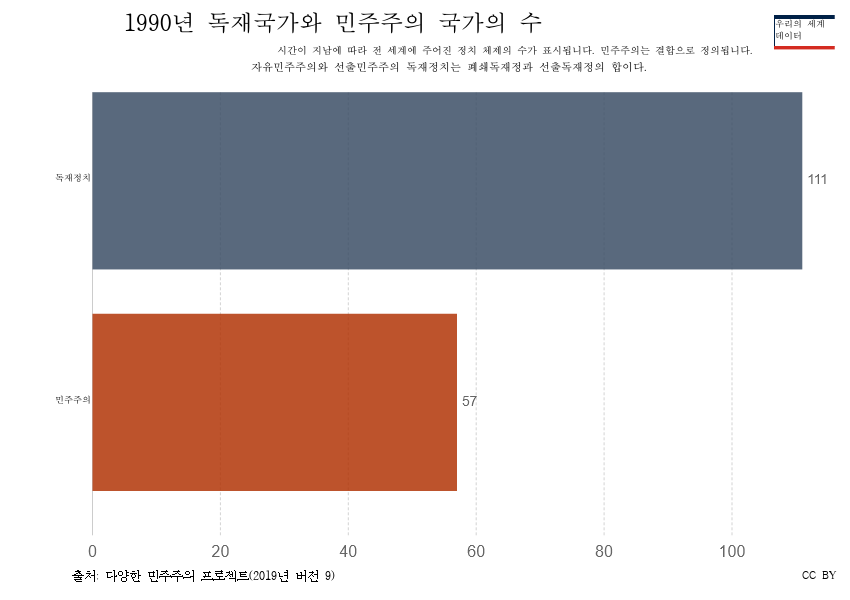 1990년 독재국가와 민주주의 국가의 수
우리의 세계
데이터
시간이 지남에 따라 전 세계에 주어진 정치 체제의 수가 표시됩니다. 민주주의는 결함으로 정의됩니다.
자유민주주의와 선출민주주의 독재정치는 폐쇄독재정과 선출독재정의 합이다.
독재정치
111
민주주의
57
0 20 40 60 80 100
출처: 다양한 민주주의 프로젝트(2019년 버전 9)
CC BY